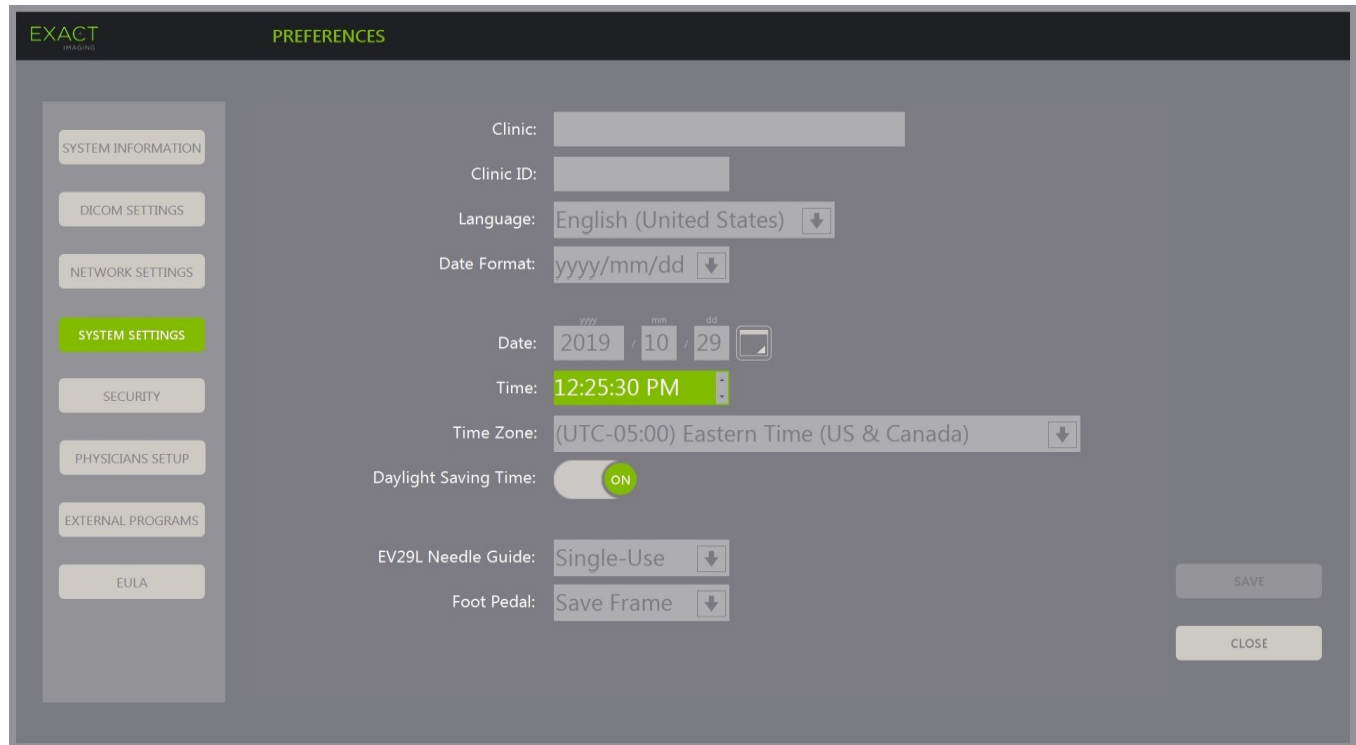 EXACT
IMAGING
PREFERENCES
SYSTEM INFORMATION
DICOM SETTINGS
NETWORK SETTINGS
SYSTEM SETTINGS
SECURITY
PHYSICIANS SETUP
EXTERNAL PROGRAMS
EULA
Clinic:
Clinic ID:
Language: English (United States)
Date Format: yyyy/mm/dd
yyyy mm dd
Date: 2019 / 10 / 29
Time: 12:25:30 PM
Time Zone: (UTC-05:00) Eastern Time (US & Canada)
Daylight Saving Time: ON
EV29L Needle Guide: Single-Use
Foot Pedal: Save Frame
SAVE
CLOSE